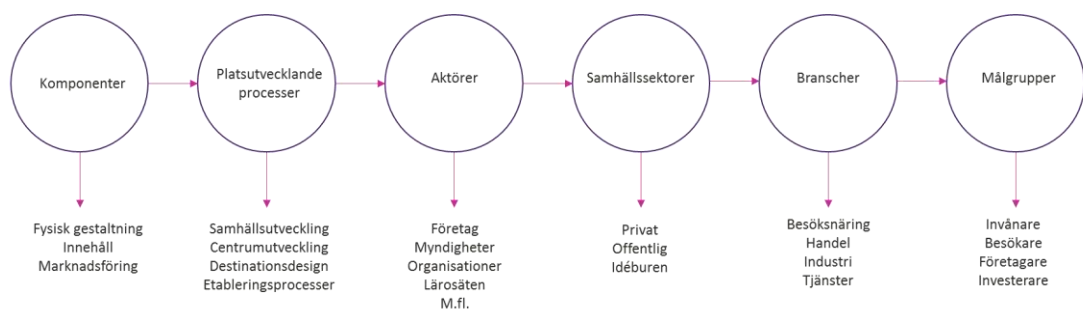 Komponenter
Platsutvecklande
processer
Aktörer
Samhällssektorer
Branscher
Målgrupper
Fysisk gestaltning
Innehåll
Marknadsföring
Samhällsutveckling
Centrumutveckling
Destinationsdesign
Etableringsprocesser
Företag
Myndigheter
Organisationer
Lärosäten
M.fl.
Privat
Offentlig
Idéburen
Besöksnäring
Handel
Industri
Tjänster
Invånare
Besökare
Företagare
Investerare